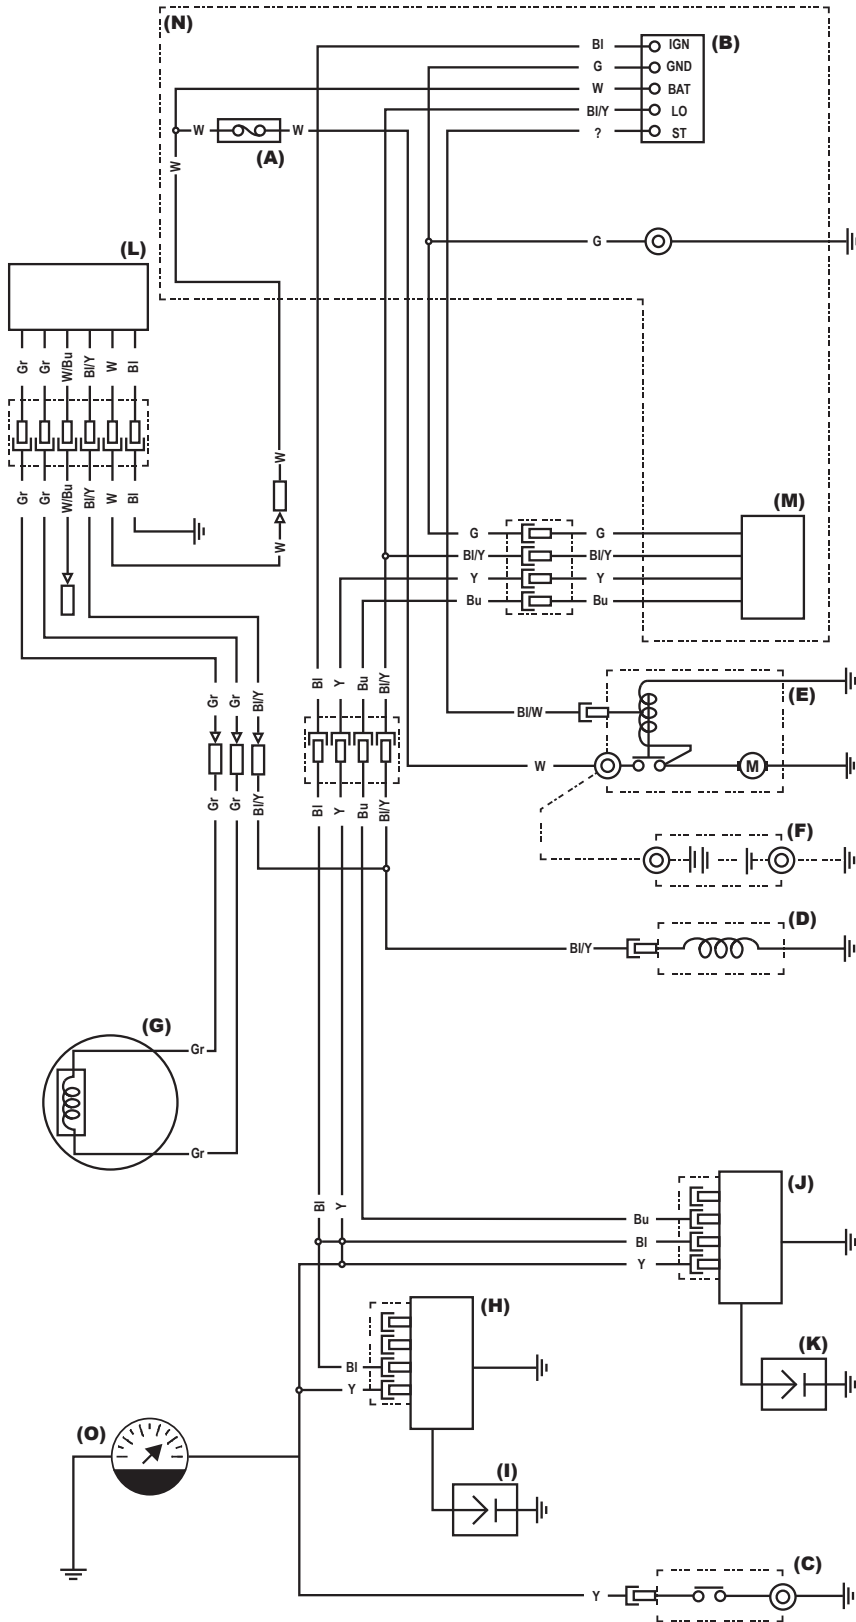 (N)
Bl IGN (B)
G GND
W BAT
Bl/Y LO
W W ? ST
(A)
W
G
(L)
Gr Gr W/Bu Bl/Y W Bl
W
Gr Gr W/Bu Bl/Y W Bl
(M)
W
G G
Bl/Y Bl/Y
Y Y
Bu Bu
Bl Y Bu Bl/Y
Gr Gr Bl/Y
(E)
Bl/W
W M
Gr Gr Bl/Y
Bl Y Bu Bl/Y
(F)
(D)
Bl/Y
(G)
Gr
Gr
(J)
Bl Y
Bu
Bl
Y
(H)
(K)
Bl
Y
(O)
(I)
(C)
Y